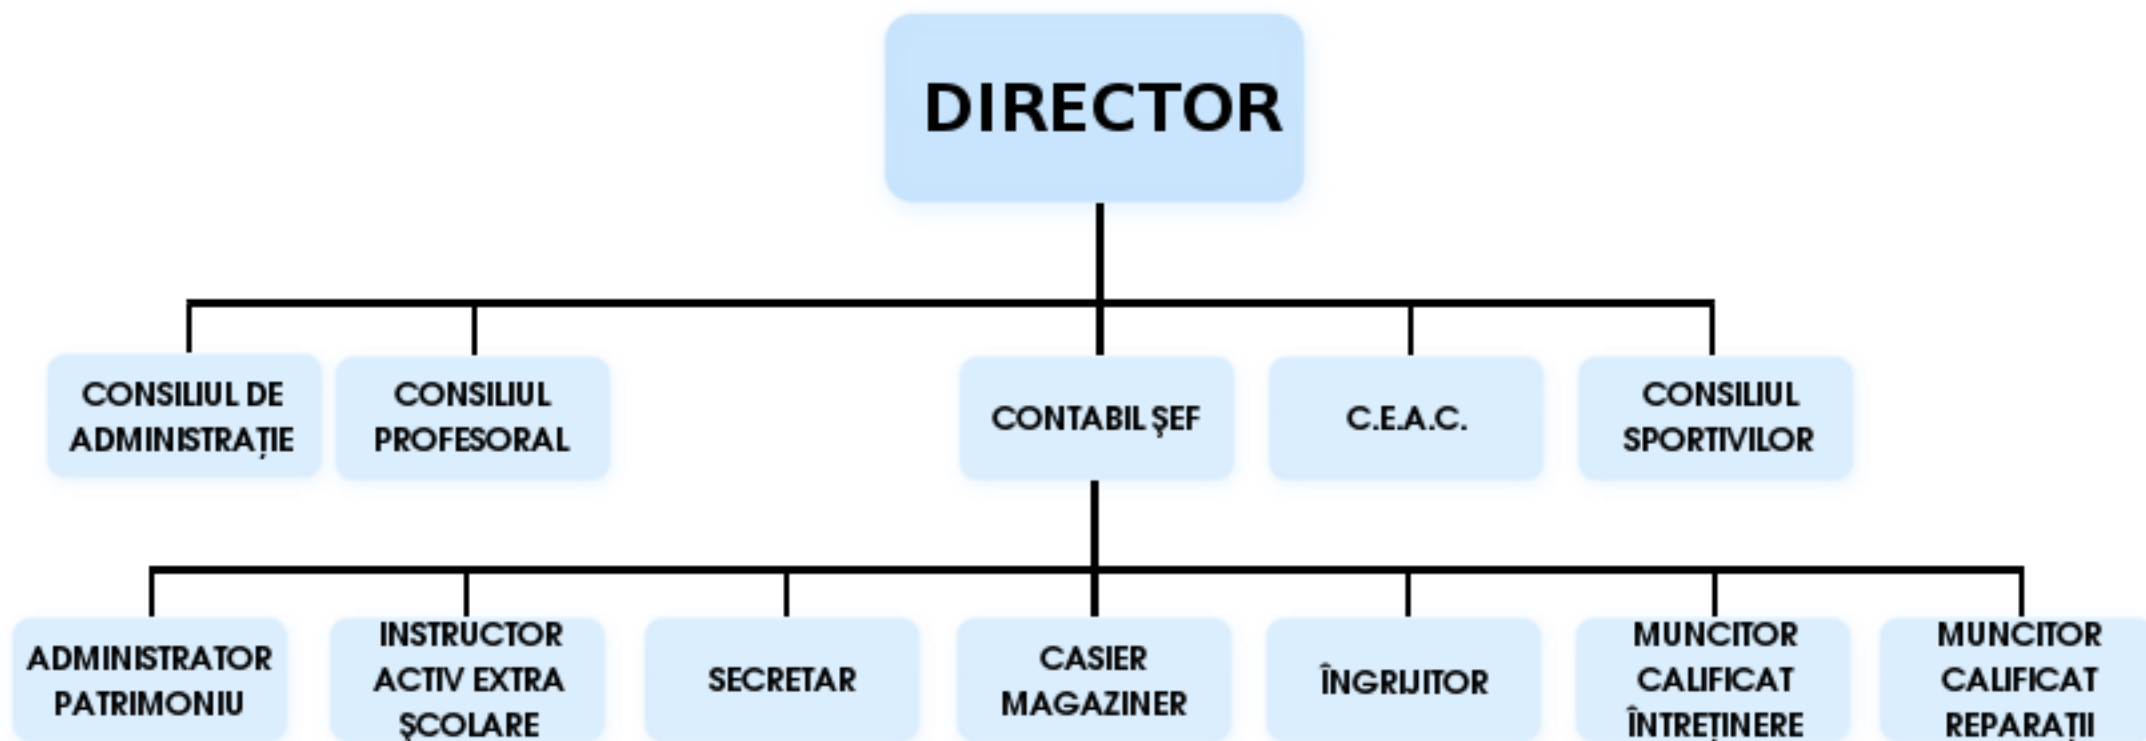 DIRECTOR
CONSILIUL DE
ADMINISTRAȚIE
CONSILIUL
PROFESORAL
CONTABIL ŞEF
C.E.A.C.
CONSILIUL
SPORTIVILOR
ADMINISTRATOR
PATRIMONIU
INSTRUCTOR
ACTIV EXTRA
ŞCOLARE
SECRETAR
CASIER
MAGAZINER
ÎNGRIJITOR
MUNCITOR
CALIFICAT
ÎNTREȚINERE
MUNCITOR
CALIFICAT
REPARAȚII